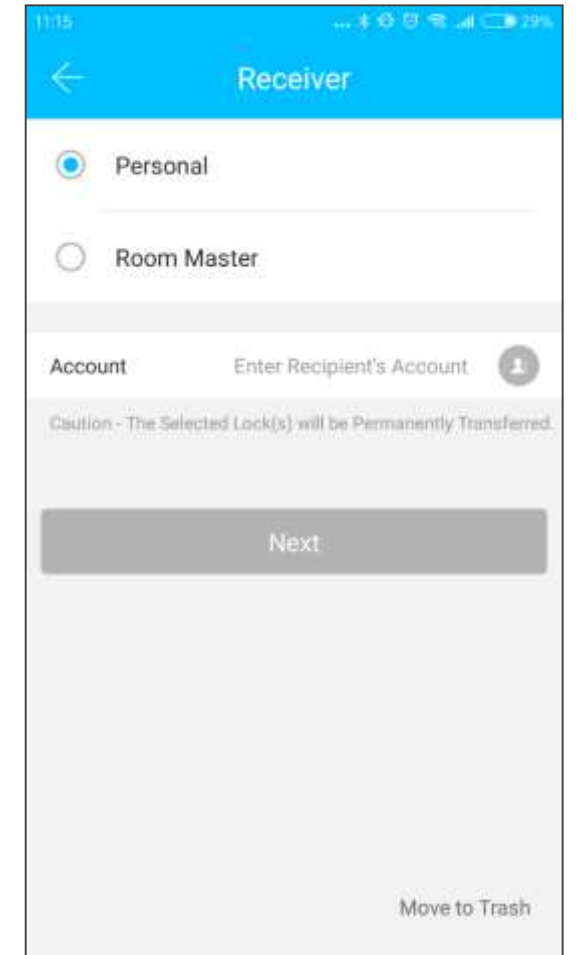 11:15 ... 29%
Receiver
Personal
Room Master
Account Enter Recipient's Account
Caution - The Selected Lock(s) will be Permanently Transferred.
Next
Move to Trash